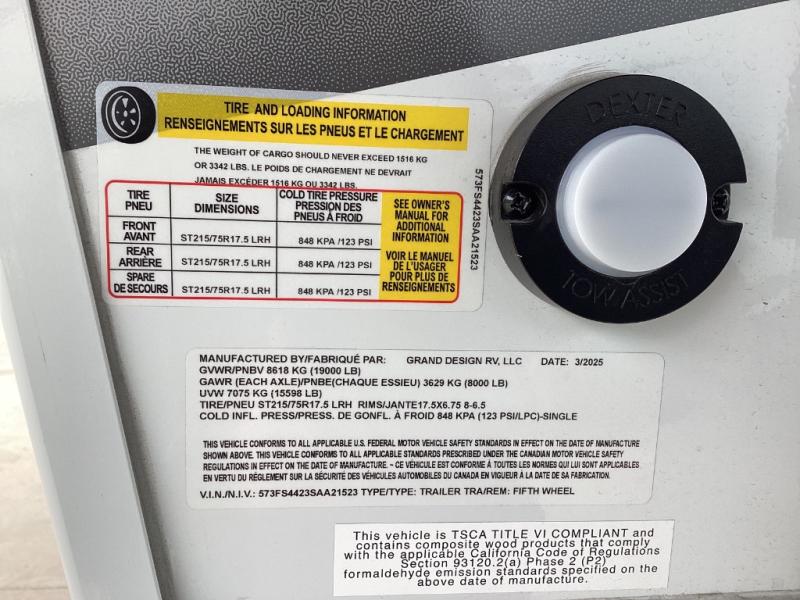 TIRE AND LOADING INFORMATION
RENSEIGNEMENTS SUR LES PNEUS ET LE CHARGEMENT
THE WEIGHT OF CARGO SHOULD NEVER EXCEED 1516 KG
OR 3342 LBS. LE POIDS DE CHARGEMENT NE DEVRAIT
JAMAIS EXCÉDER 1516 KG OU 3342 LBS.
TIRE
PNEU
SIZE
DIMENSIONS
COLD TIRE PRESSURE
PRESSION DES
PNEUS À FROID
FRONT
AVANT
ST215/75R17.5 LRH
848 KPA /123 PSI
REAR
ARRIÈRE
ST215/75R17.5 LRH
848 KPA /123 PSI
SPARE
DE SECOURS
ST215/75R17.5 LRH
848 KPA /123 PSI
SEE OWNER'S
MANUAL FOR
ADDITIONAL
INFORMATION
VOIR LE MANUEL
DE L'USAGER
POUR PLUS DE
RENSEIGNEMENTS
573FS4423SAA21523
DEXTER
TOW ASSIST
MANUFACTURED BY/FABRIQUÉ PAR: GRAND DESIGN RV, LLC DATE: 3/2025
GVWR/PNBV 8618 KG (19000 LB)
GAWR (EACH AXLE)/PNBE(CHAQUE ESSIEU) 3629 KG (8000 LB)
UVW 7075 KG (15598 LB)
TIRE/PNEU ST215/75R17.5 LRH RIMS/JANTE17.5X6.75 8-6.5
COLD INFL. PRESS/PRESS. DE GONFL. À FROID 848 KPA (123 PSI/LPC)-SINGLE
THIS VEHICLE CONFORMS TO ALL APPLICABLE U.S. FEDERAL MOTOR VEHICLE SAFETY STANDARDS IN EFFECT ON THE DATE OF MANUFACTURE
SHOWN ABOVE. THIS VEHICLE CONFORMS TO ALL APPLICABLE STANDARDS PRESCRIBED UNDER THE CANADIAN MOTOR VEHICLE SAFETY
REGULATIONS IN EFFECT ON THE DATE OF MANUFACTURE. - CE VÉHICULE EST CONFORME À TOUTES LES NORMES QUI LUI SONT APPLICABLES
EN VERTU DU RÈGLEMENT SUR LA SÉCURITÉ DES VÉHICULES AUTOMOBILES DU CANADA EN VIGUEUR À LA DATE DE SA FABRICATION.
V.I.N./N.I.V.: 573FS4423SAA21523 TYPE/TYPE: TRAILER TRA/REM: FIFTH WHEEL
This vehicle is TSCA TITLE VI COMPLIANT and
contains composite wood products that comply
with the applicable California Code of Regulations
Section 93120.2(a) Phase 2 (P2)
formaldehyde emission standards specified on the
above date of manufacture.